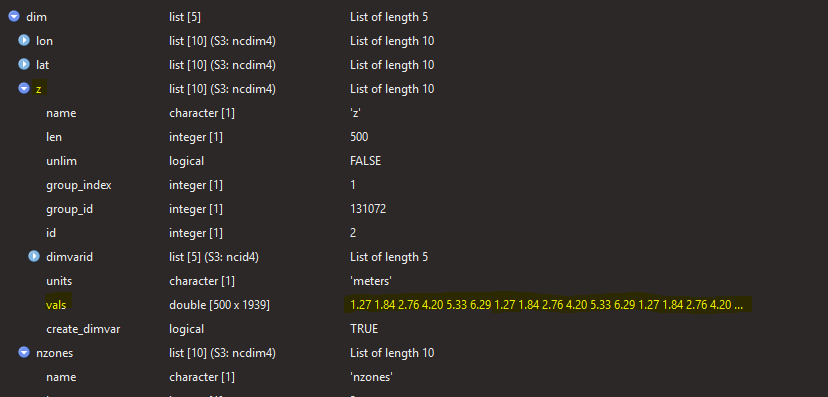 dim list [5] List of length 5
lon list [10] (S3: ncdim4) List of length 10
lat list [10] (S3: ncdim4) List of length 10
z list [10] (S3: ncdim4) List of length 10
name character [1] 'z'
len integer [1] 500
unlim logical FALSE
group_index integer [1] 1
group_id integer [1] 131072
id integer [1] 2
dimvarid list [5] (S3: ncid4) List of length 5
units character [1] 'meters'
vals double [500 x 1939] 1.27 1.84 2.76 4.20 5.33 6.29 1.27 1.84 2.76 4.20 5.33 6.29 1.27 1.84 2.76 4.20 ...
create_dimvar logical TRUE
nzones list [10] (S3: ncdim4) List of length 10
name character [1] 'nzones'